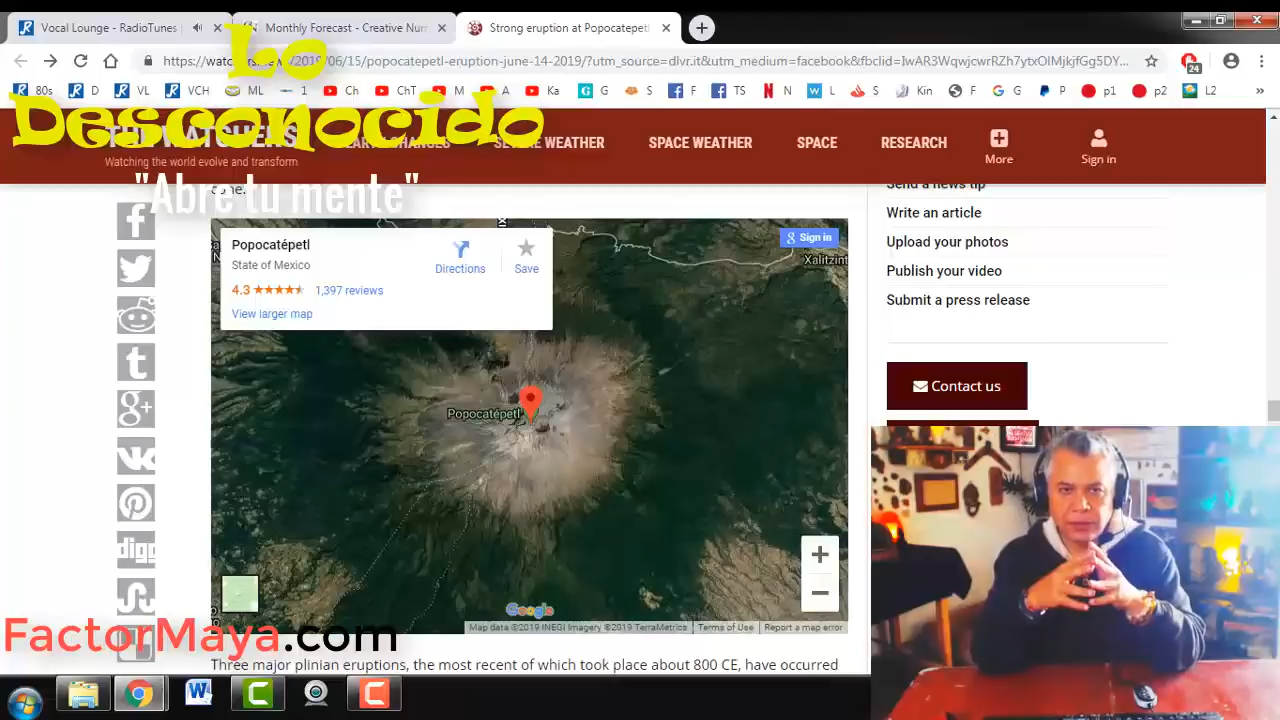 Vocal Lounge - RadioTunes
Monthly Forecast - Creative Num
Strong eruption at Popocatepetl
2019/06/15/popocatepetl-eruption-june-14-2019/?utm_source=dlvr.it&utm_medium=facebook&fbclid=
24
80s
D
VL
VCH
ML
1
Ch
ChT
M
A
Ka
G
W
F
TS
N
L
S
Kin
F
G
P
p1
p2
L2
»
Lo
Desconocido
"Abre tu mente"
THE WATCHERS
Watching the world evolve and transform
SEVERE WEATHER
SPACE WEATHER
SPACE
RESEARCH
More
Sign in
cone.
Send a news tip
Write an article
Upload your photos
Publish your video
Submit a press release
Contact us
Popocatépetl
State of Mexico
4.3
1,397 reviews
View larger map
Directions
Save
Sign in
Xalitzint
Popocatépetl
Google
Map data ©2019 INEGI Imagery ©2019 TerraMetrics
Terms of Use
Report a map error
digg
FactorMaya.com
Three major plinian eruptions, the most recent of which took place about 800 CE, have occurred